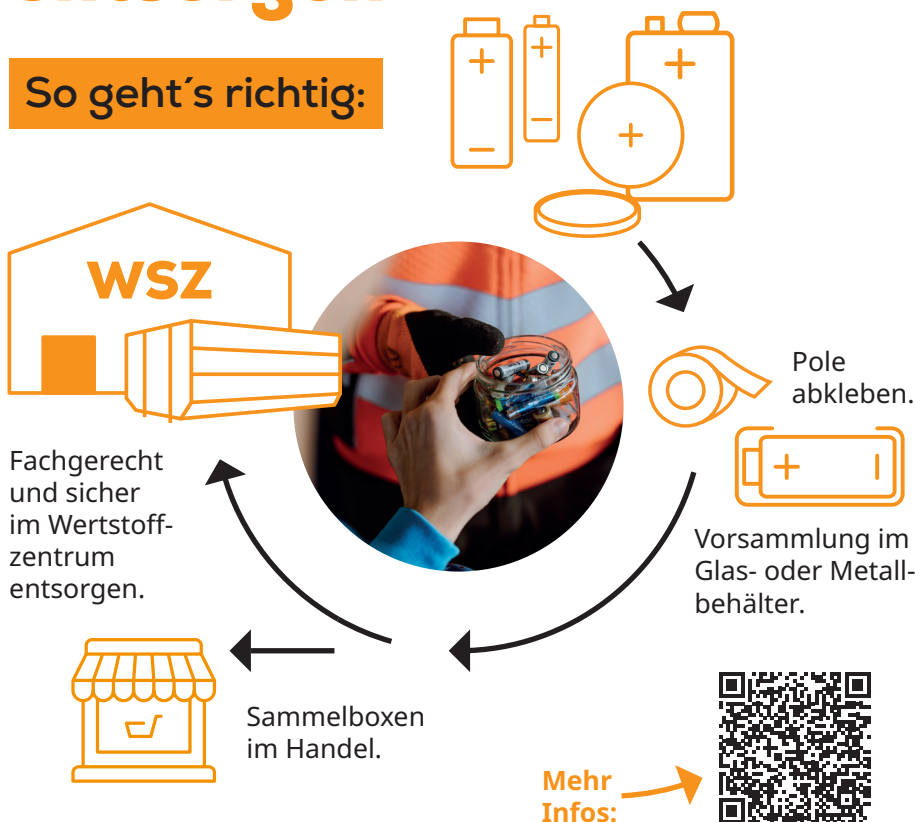 entsorgen
So geht´s richtig:
WSZ
Pole
abkleben.
Vorsammlung im
Glas- oder Metall-
behälter.
Fachgerecht
und sicher
im Wertstoff-
zentrum
entsorgen.
Sammelboxen
im Handel.
Mehr
Infos: